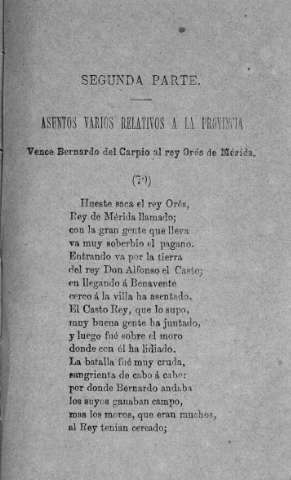 SEGUNDA PARTE.
ASUNTOS VARIOS RELATIVOS A LA PROVINCIA
Vence Bernardo del Carpio al rey Orés de Mérida.
(79)
Hueste saca el rey Orés,
Rey de Mérida llamado;
con la gran gente que lleva
va muy soberbio el pagano.
Entrando va por la tierra
del rey Don Alfonso el Casto;
en llegando á Benavente
cerco á la villa ha asentado.
El Casto Rey, que lo supo,
muy buena gente ha juntado,
y luego fué sobre el moro
donde con él ha lidiado.
La batalla fué muy cruda,
sangrienta de cabo á cabo;
por donde Bernardo andaba
los suyos ganaban campo,
mas los moros, que eran muchos,
al Rey tenian cercado;